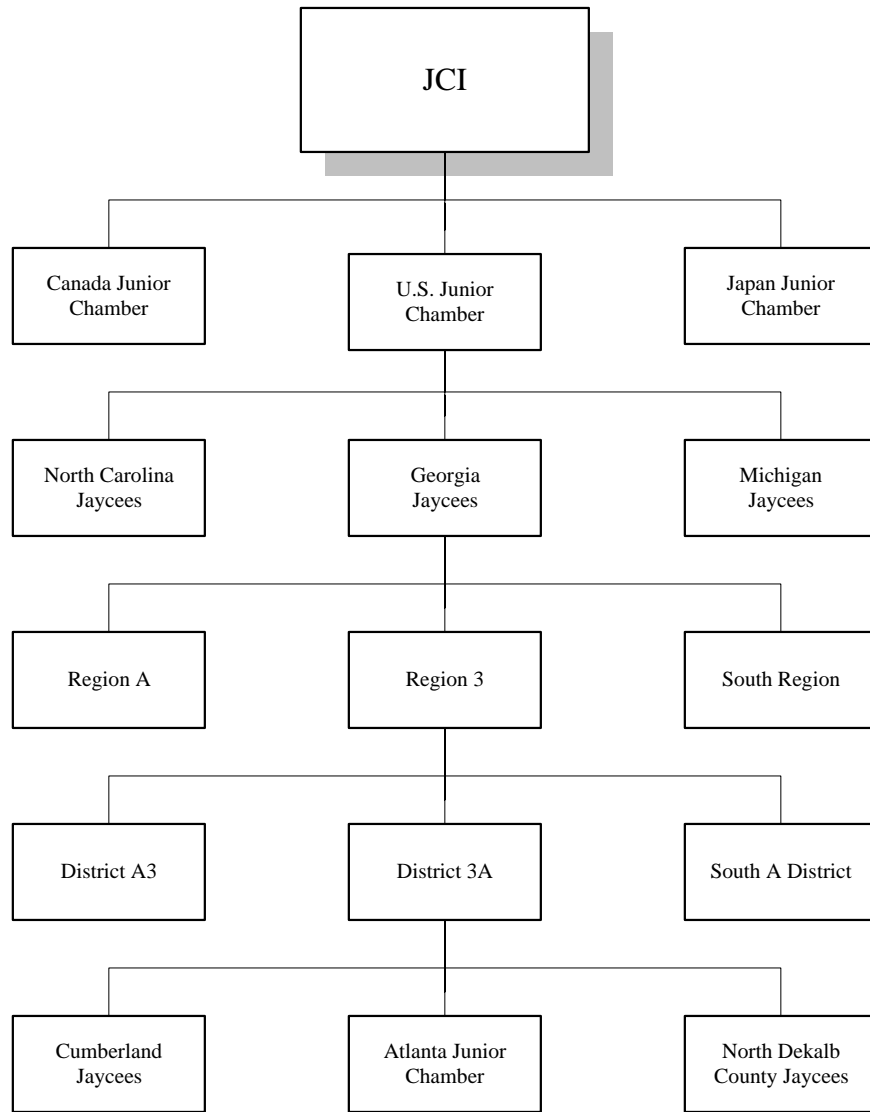 JCI
Canada Junior
Chamber
U.S. Junior
Chamber
Japan Junior
Chamber
North Carolina
Jaycees
Georgia
Jaycees
Michigan
Jaycees
Region A
Region 3
South Region
District A3
District 3A
South A District
Cumberland
Jaycees
Atlanta Junior
Chamber
North Dekalb
County Jaycees